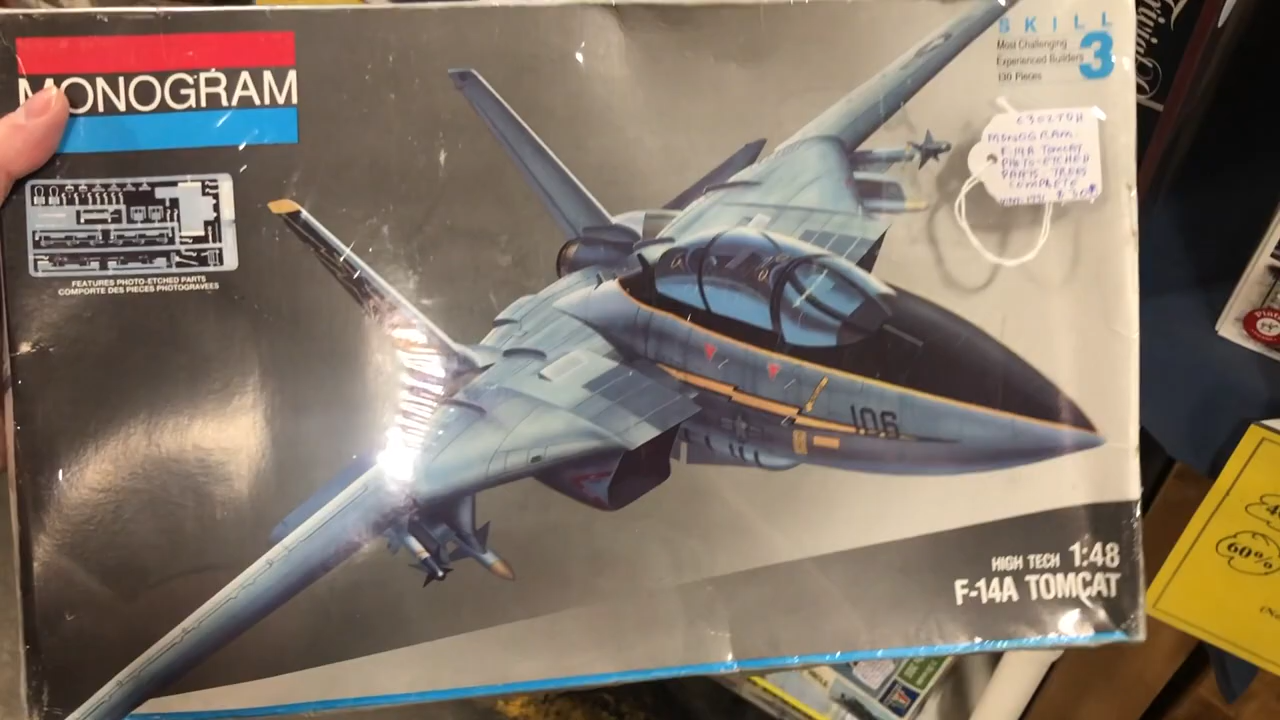 MONOGRAM
FEATURES PHOTO-ETCHED PARTS
COMPORTE DES PIECES PHOTOGRAVEES
SKILL 3
Most Challenging
Experienced Builders
130 Pieces
MONOGRAM
F-14A TOMCAT
PHOTO-ETCHED
PARTS TREES
COMPLETE
106
HIGH TECH 1:48
F-14A TOMCAT
60%